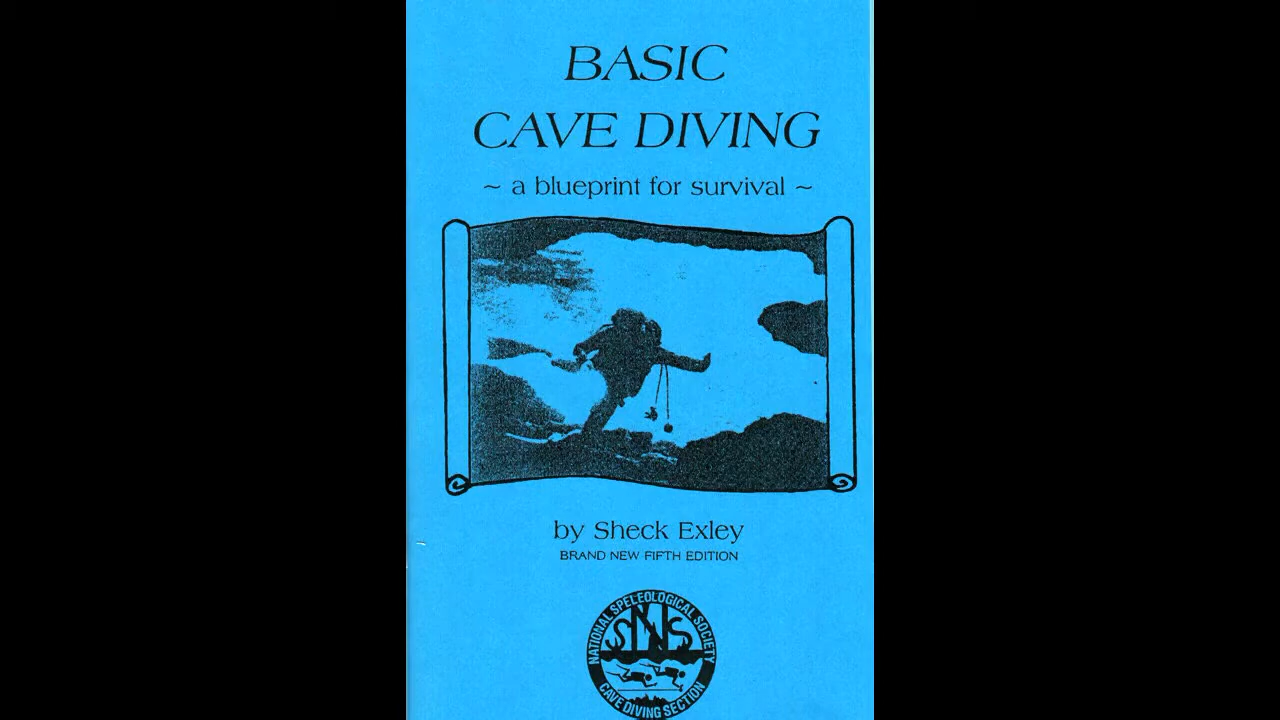 BASIC
CAVE DIVING
~ a blueprint for survival ~
by Sheck Exley
BRAND NEW FIFTH EDITION
NATIONAL SPELEOLOGICAL SOCIETY
NSS
CAVE DIVING SECTION